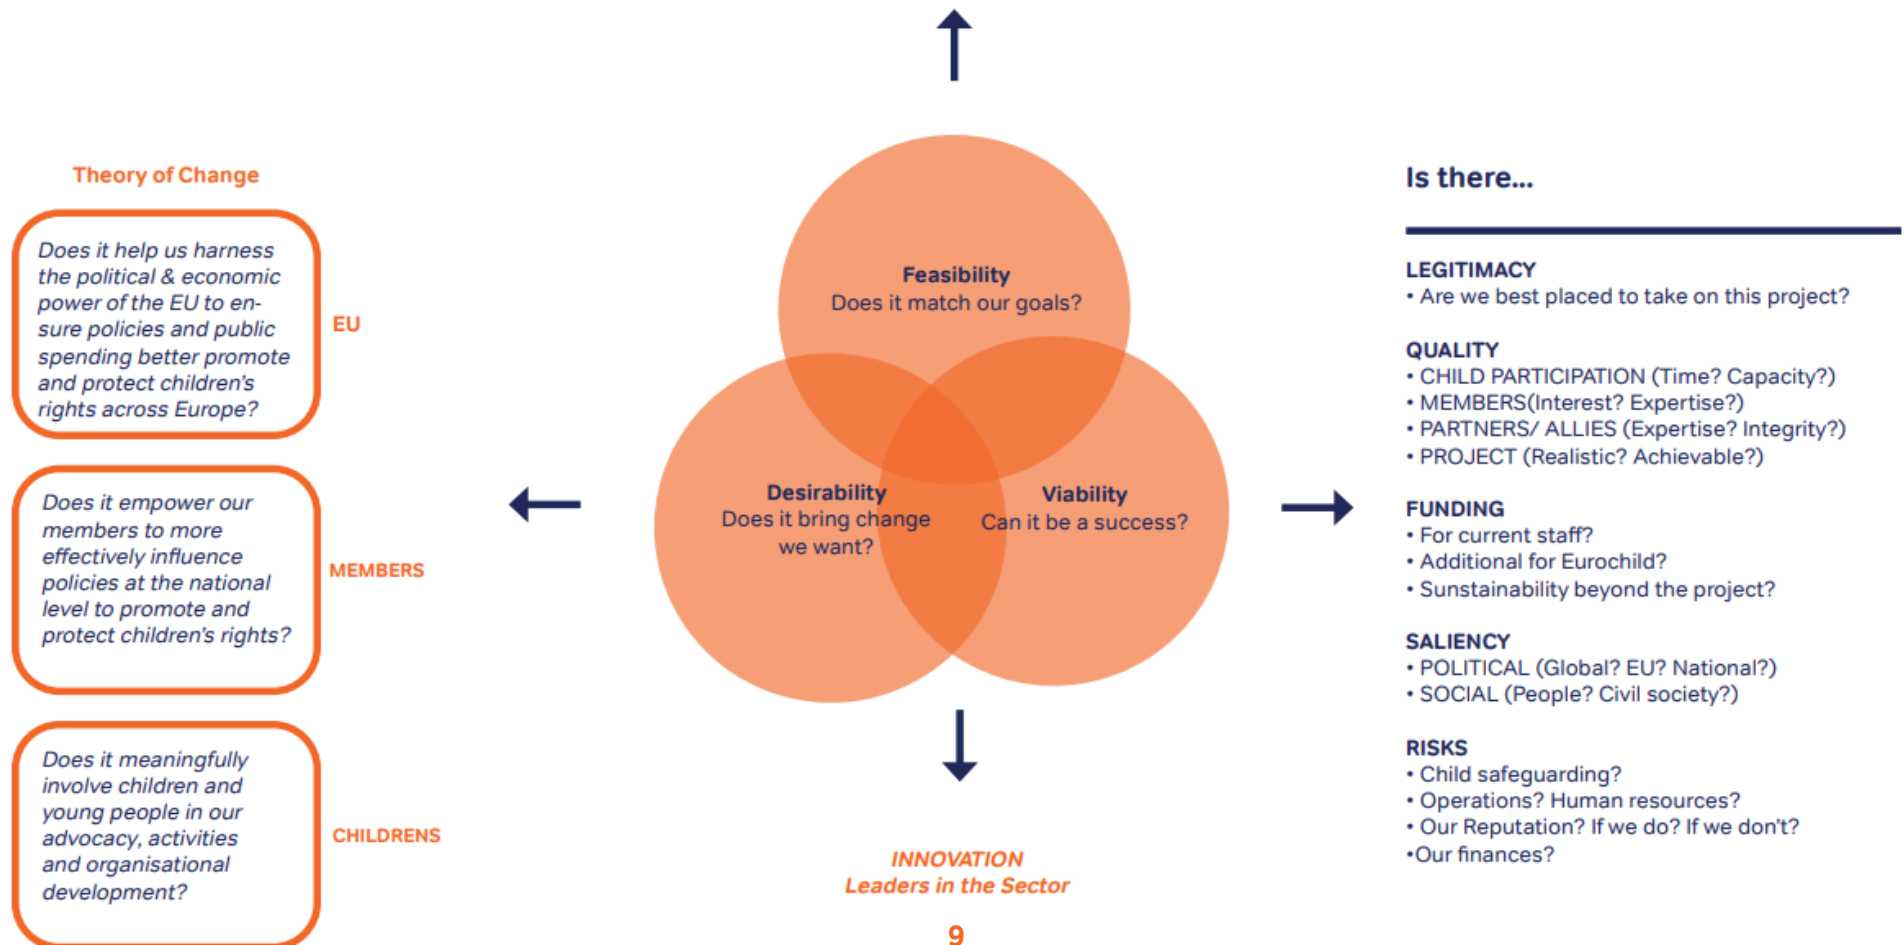 Theory of Change
Does it help us harness
the political & economic
power of the EU to en-
sure policies and public
spending better promote
and protect children's
rights across Europe?
EU
Does it empower our
members to more
effectively influence
policies at the national
level to promote and
protect children's rights?
MEMBERS
Does it meaningfully
involve children and
young people in our
advocacy, activities
and organisational
development?
CHILDRENS
Feasibility
Does it match our goals?
Desirability
Does it bring change
we want?
Viability
Can it be a success?
INNOVATION
Leaders in the Sector
9
Is there...
LEGITIMACY
• Are we best placed to take on this project?
QUALITY
• CHILD PARTICIPATION (Time? Capacity?)
• MEMBERS(Interest? Expertise?)
• PARTNERS/ ALLIES (Expertise? Integrity?)
• PROJECT (Realistic? Achievable?)
FUNDING
• For current staff?
• Additional for Eurochild?
• Sunstainability beyond the project?
SALIENCY
• POLITICAL (Global? EU? National?)
• SOCIAL (People? Civil society?)
RISKS
• Child safeguarding?
• Operations? Human resources?
• Our Reputation? If we do? If we don't?
•Our finances?